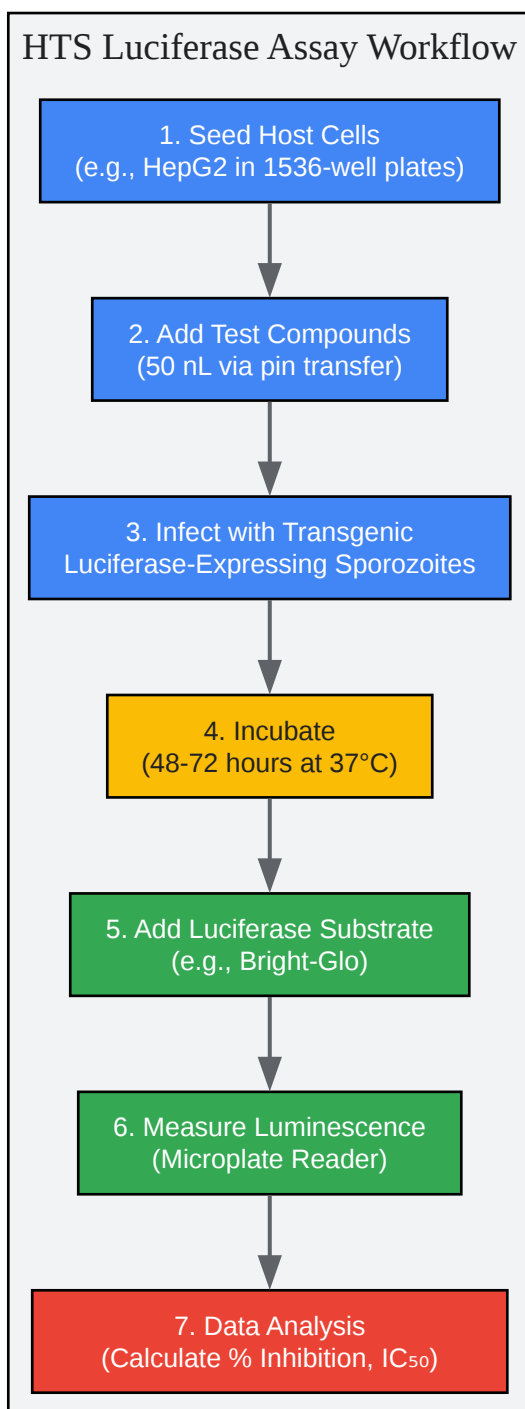 HTS Luciferase Assay Workflow
1. Seed Host Cells
(e.g., HepG2 in 1536-well plates)
2. Add Test Compounds
(50 nL via pin transfer)
3. Infect with Transgenic
Luciferase-Expressing Sporozoites
4. Incubate
(48-72 hours at 37°C)
5. Add Luciferase Substrate
(e.g., Bright-Glo)
6. Measure Luminescence
(Microplate Reader)
7. Data Analysis
(Calculate % Inhibition, IC₅₀)